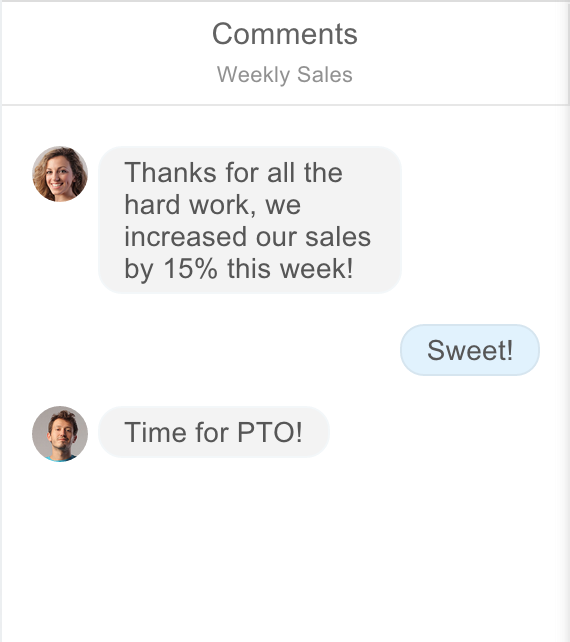 Comments
Weekly Sales
Thanks for all the
hard work, we
increased our sales
by 15% this week!
Sweet!
Time for PTO!